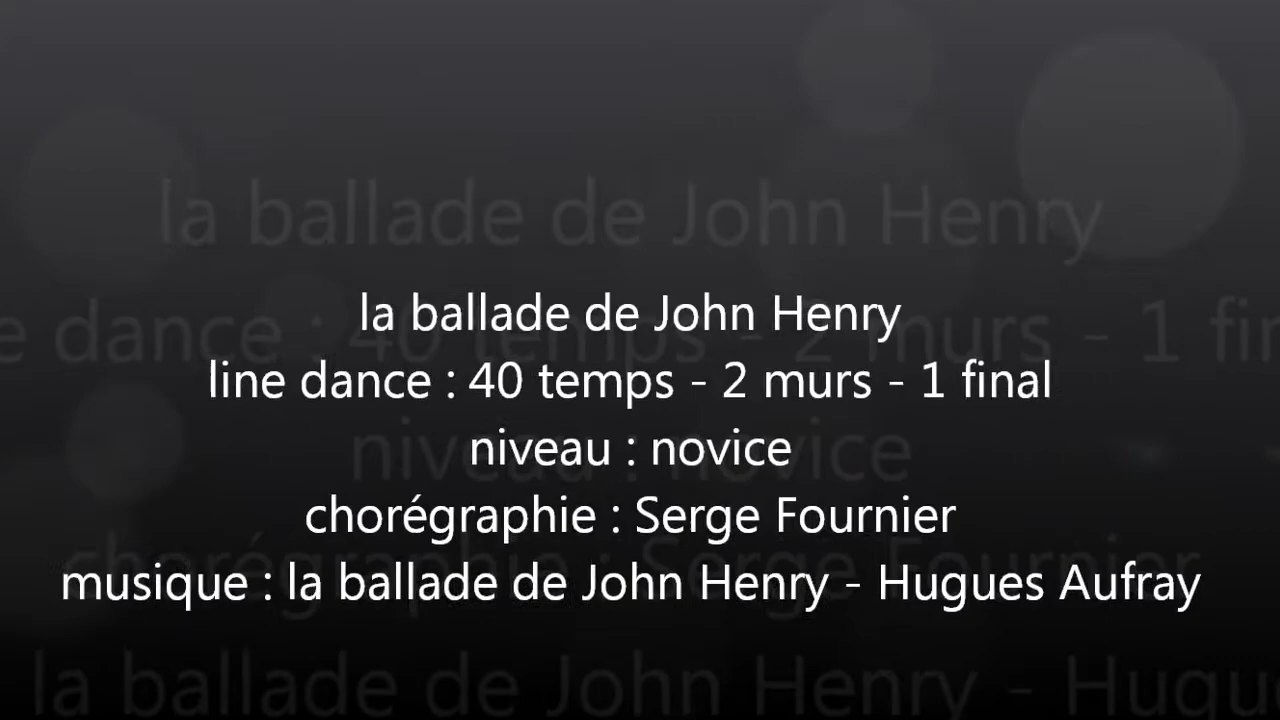 la ballade de John Henry
line dance : 40 temps - 2 murs - 1 final
niveau : novice
chorégraphie : Serge Fournier
musique : la ballade de John Henry - Hugues Aufray